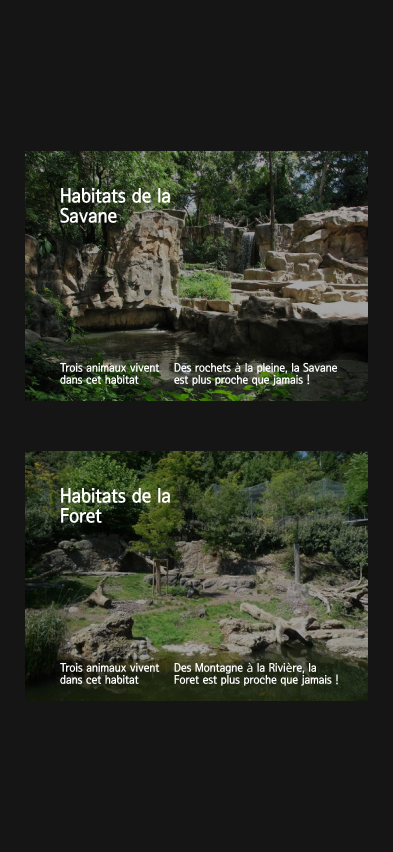 Habitats de la
Savane
Trois animaux vivent
dans cet habitat
Des rochets à la pleine, la Savane
est plus proche que jamais !
Habitats de la
Foret
Trois animaux vivent
dans cet habitat
Des Montagne à la Rivière, la
Foret est plus proche que jamais !